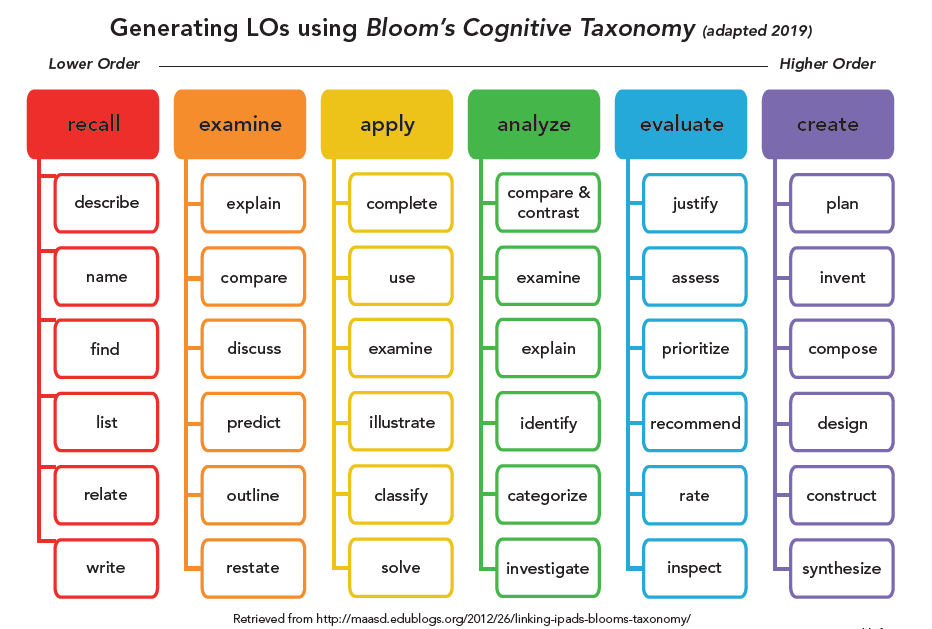 Generating LOs using Bloom's Cognitive Taxonomy (adapted 2019)
Lower Order
Higher Order
recall
examine
apply
analyze
evaluate
create
describe
explain
complete
compare &
contrast
justify
plan
name
compare
use
examine
assess
invent
find
discuss
examine
explain
prioritize
compose
list
predict
illustrate
identify
recommend
design
relate
outline
classify
categorize
rate
construct
write
restate
solve
investigate
inspect
synthesize
Retrieved from http://maasd.edublogs.org/2012/26/linking-ipads-blooms-taxonomy/